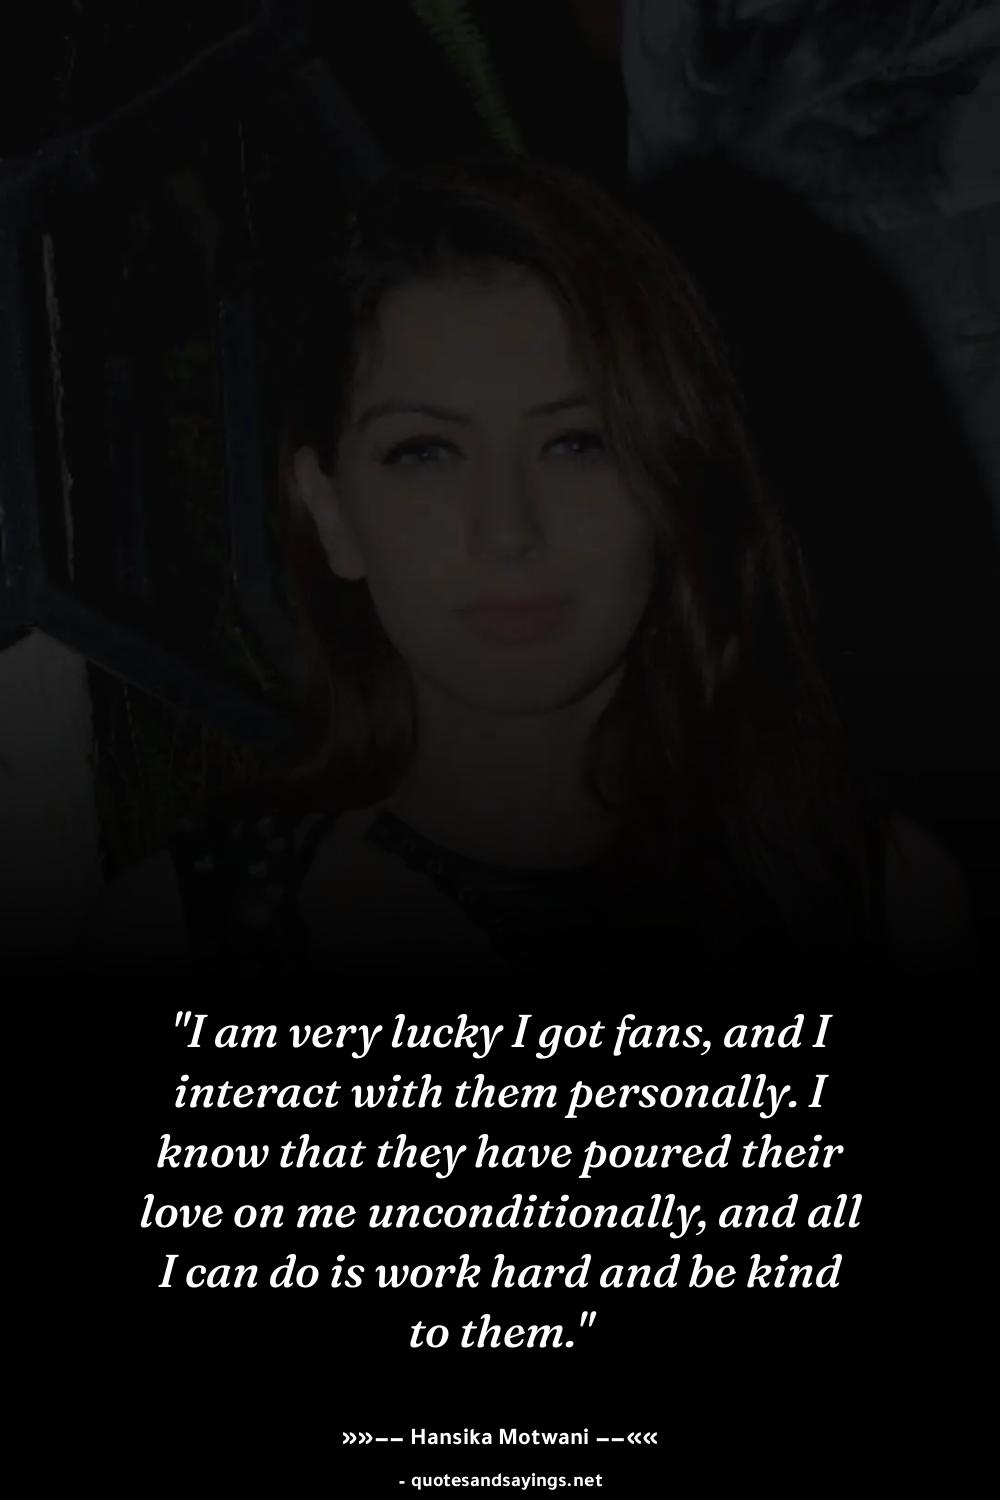 "I am very lucky I got fans, and I
interact with them personally. I
know that they have poured their
love on me unconditionally, and all
I can do is work hard and be kind
to them."
»»—— Hansika Motwani ——««
- quotesandsayings.net